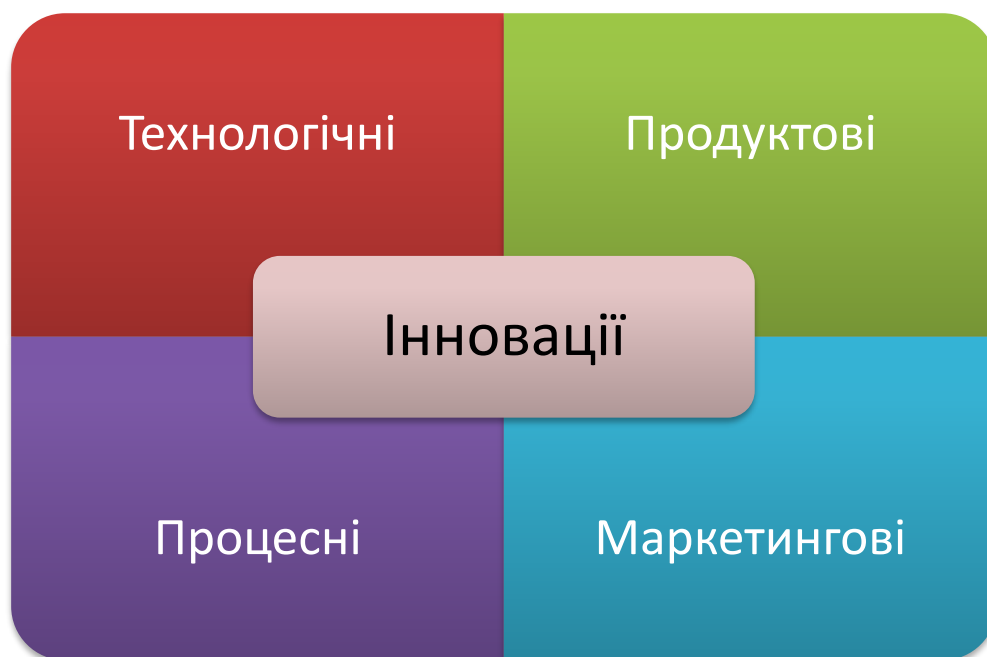 Технологічні
Продуктові
Інновації
Процесні
Маркетингові